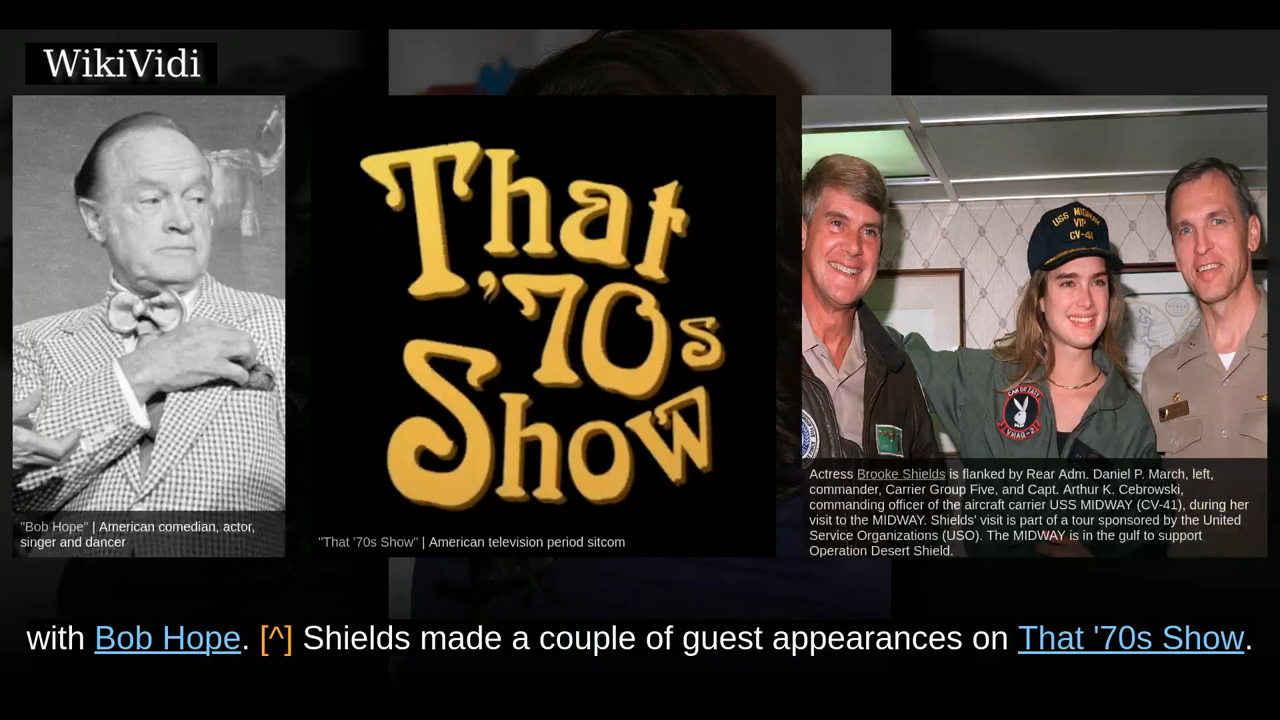 WikiVidi
That
'70s
Show
USS MIDWAY
VIP
CV-41
VMAQ-2
"Bob Hope" | American comedian, actor,
singer and dancer
"That '70s Show" | American television period sitcom
Actress Brooke Shields is flanked by Rear Adm. Daniel P. March, left,
commander, Carrier Group Five, and Capt. Arthur K. Cebrowski,
commanding officer of the aircraft carrier USS MIDWAY (CV-41), during her
visit to the MIDWAY. Shields' visit is part of a tour sponsored by the United
Service Organizations (USO). The MIDWAY is in the gulf to support
Operation Desert Shield.
with Bob Hope. [^] Shields made a couple of guest appearances on That '70s Show.